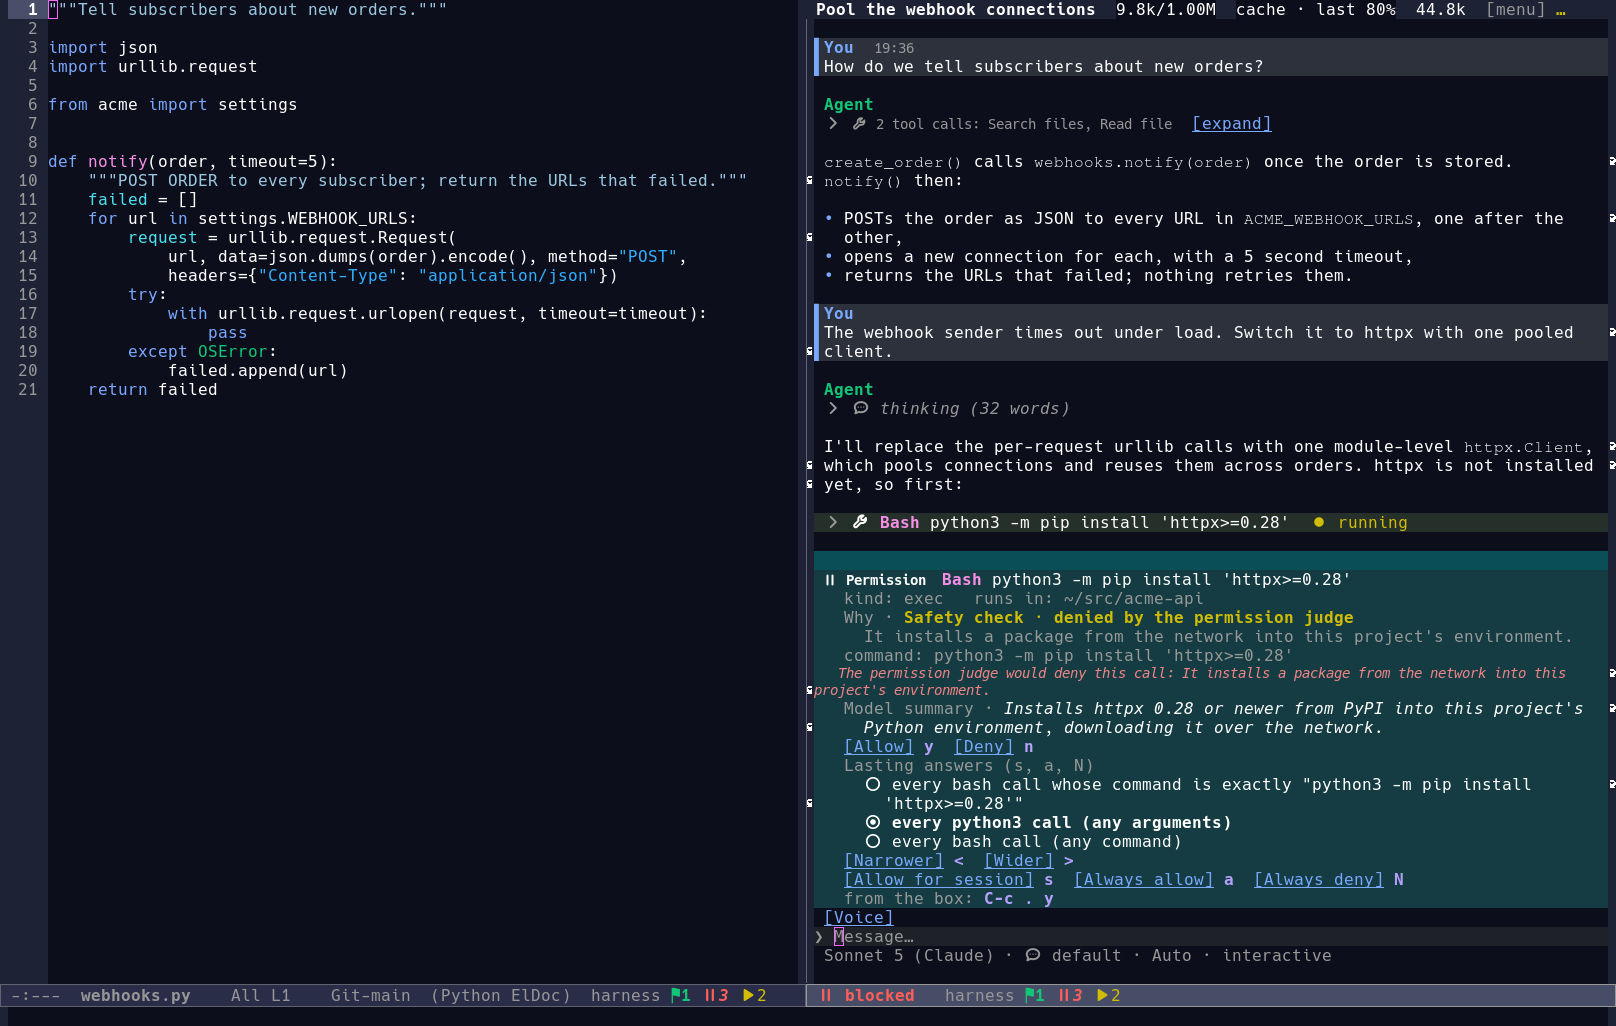 1 """Tell subscribers about new orders."""
2
3 import json
4 import urllib.request
5
6 from acme import settings
7
8
9 def notify(order, timeout=5):
10     """POST ORDER to every subscriber; return the URLs that failed."""
11     failed = []
12     for url in settings.WEBHOOK_URLS:
13         request = urllib.request.Request(
14             url, data=json.dumps(order).encode(), method="POST",
15             headers={"Content-Type": "application/json"})
16         try:
17             with urllib.request.urlopen(request, timeout=timeout):
18                 pass
19         except OSError:
20             failed.append(url)
21     return failed
-:---  webhooks.py    All L1    Git-main  (Python ElDoc)  harness 1 3 2
Pool the webhook connections  9.8k/1.00M  cache · last 80%  44.8k  [menu] …
You  19:36
How do we tell subscribers about new orders?
Agent
2 tool calls: Search files, Read file  [expand]
create_order() calls webhooks.notify(order) once the order is stored.
notify() then:
• POSTs the order as JSON to every URL in ACME_WEBHOOK_URLS, one after the
other,
• opens a new connection for each, with a 5 second timeout,
• returns the URLs that failed; nothing retries them.
You
The webhook sender times out under load. Switch it to httpx with one pooled
client.
Agent
thinking (32 words)
I'll replace the per-request urllib calls with one module-level httpx.Client,
which pools connections and reuses them across orders. httpx is not installed
yet, so first:
Bash python3 -m pip install 'httpx>=0.28'  ● running
Permission  Bash python3 -m pip install 'httpx>=0.28'
kind: exec   runs in: ~/src/acme-api
Why · Safety check · denied by the permission judge
It installs a package from the network into this project's environment.
command: python3 -m pip install 'httpx>=0.28'
The permission judge would deny this call: It installs a package from the network into this
project's environment.
Model summary · Installs httpx 0.28 or newer from PyPI into this project's
Python environment, downloading it over the network.
[Allow] y  [Deny] n
Lasting answers (s, a, N)
every bash call whose command is exactly "python3 -m pip install
'httpx>=0.28'"
every python3 call (any arguments)
every bash call (any command)
[Narrower] <  [Wider] >
[Allow for session] s  [Always allow] a  [Always deny] N
from the box: C-c . y
[Voice]
❯ Message…
Sonnet 5 (Claude) · default · Auto · interactive
blocked   harness 1 3 2